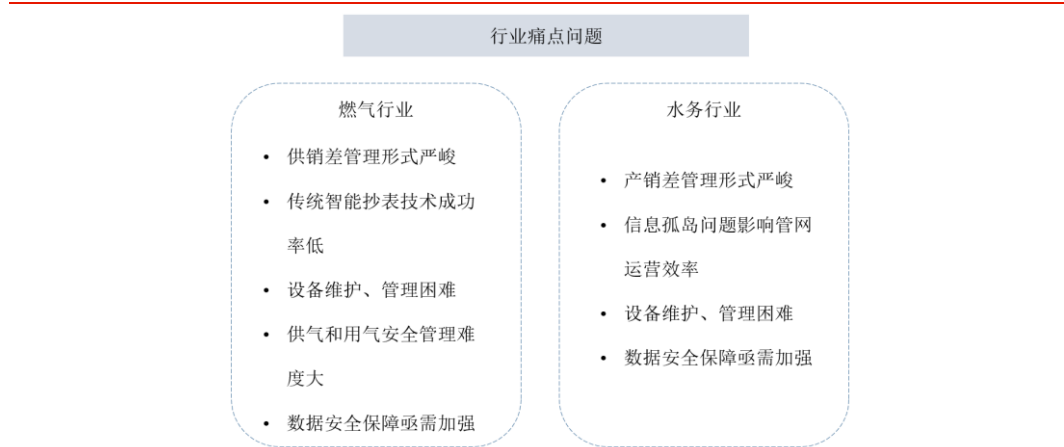 行业痛点问题
燃气行业
• 供销差管理形式严峻
• 传统智能抄表技术成功
率低
• 设备维护、管理困难
• 供气和用气安全管理难
度大
• 数据安全保障亟需加强
水务行业
• 产销差管理形式严峻
• 信息孤岛问题影响管网
运营效率
• 设备维护、管理困难
• 数据安全保障亟需加强